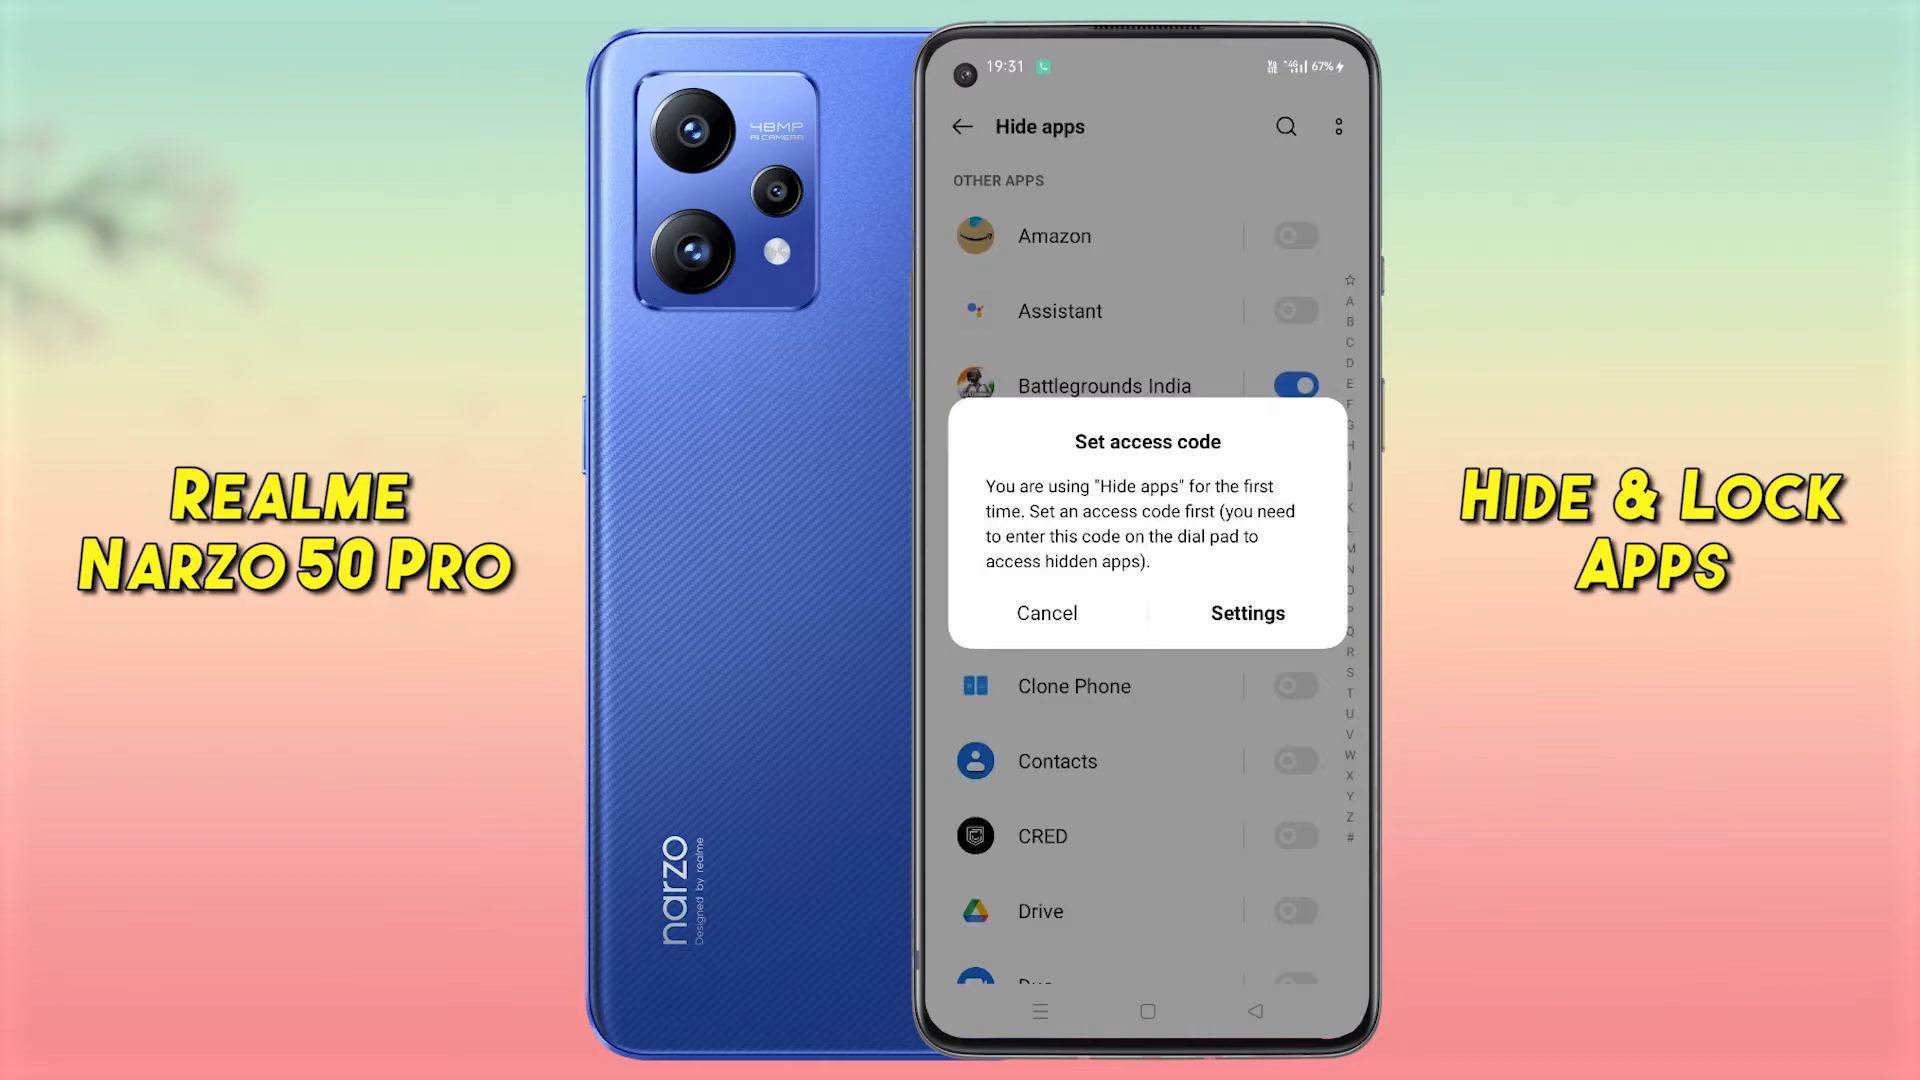 Realme
Narzo 50 Pro
48MP
AI CAMERA
narzo
Designed by realme
19:31
Vo LTE 4G 67%
Hide apps
OTHER APPS
Amazon
Assistant
Battlegrounds India
Set access code
You are using "Hide apps" for the first
time. Set an access code first (you need
to enter this code on the dial pad to
access hidden apps).
Cancel
Settings
Clone Phone
Contacts
CRED
Drive
A
B
C
D
E
F
G
H
I
J
K
L
M
N
O
P
Q
R
S
T
U
V
W
X
Y
Z
#
Hide & Lock
Apps